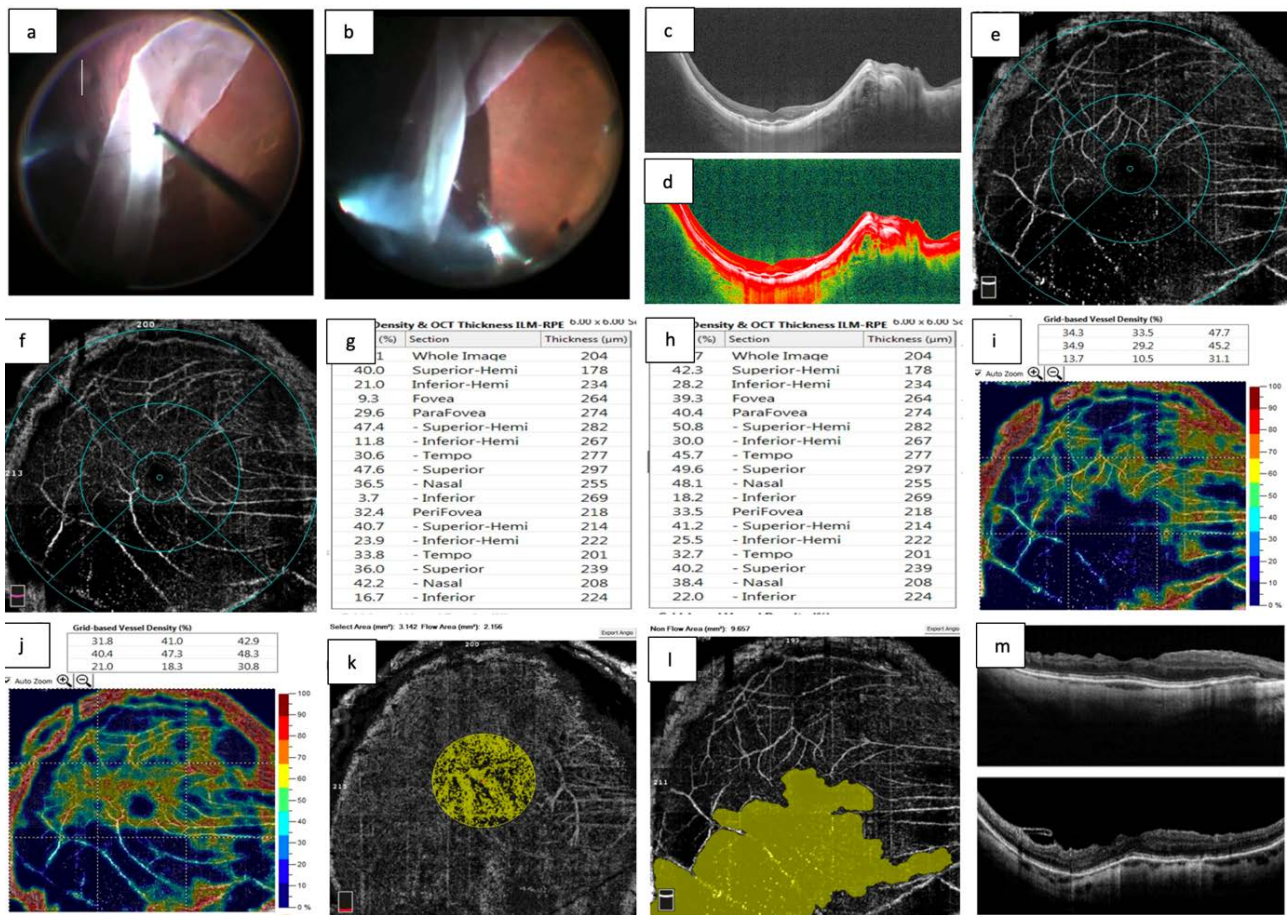 a
b
c
d
e
f
200
213
g
Density & OCT Thickness ILM-RPE 6.00 x 6.00
(%) Section Thickness (µm)
1 Whole Image 204
40.0 Superior-Hemi 178
21.0 Inferior-Hemi 234
9.3 Fovea 264
29.6 ParaFovea 274
47.4 - Superior-Hemi 282
11.8 - Inferior-Hemi 267
30.6 - Tempo 277
47.6 - Superior 297
36.5 - Nasal 255
3.7 - Inferior 269
32.4 PeriFovea 218
40.7 - Superior-Hemi 214
23.9 - Inferior-Hemi 222
33.8 - Tempo 201
36.0 - Superior 239
42.2 - Nasal 208
16.7 - Inferior 224
h
Density & OCT Thickness ILM-RPE 6.00 x 6.00
(%) Section Thickness (µm)
7 Whole Image 204
42.3 Superior-Hemi 178
28.2 Inferior-Hemi 234
39.3 Fovea 264
40.4 ParaFovea 274
50.8 - Superior-Hemi 282
30.0 - Inferior-Hemi 267
45.7 - Tempo 277
49.6 - Superior 297
48.1 - Nasal 255
18.2 - Inferior 269
33.5 PeriFovea 218
41.2 - Superior-Hemi 214
25.5 - Inferior-Hemi 222
32.7 - Tempo 201
40.2 - Superior 239
38.4 - Nasal 208
22.0 - Inferior 224
i
Grid-based Vessel Density (%)
34.3 33.5 47.7
34.9 29.2 45.2
13.7 10.5 31.1
Auto Zoom
100
90
80
70
60
50
40
30
20
10
0 %
j
Grid-based Vessel Density (%)
31.8 41.0 42.9
40.4 47.3 48.3
21.0 18.3 30.8
Auto Zoom
100
90
80
70
60
50
40
30
20
10
0 %
k
Select Area (mm²): 3.142 Flow Area (mm²): 2.156
Export Angio
200
l
Non Flow Area (mm²): 9.657
Export Angio
193
211
m